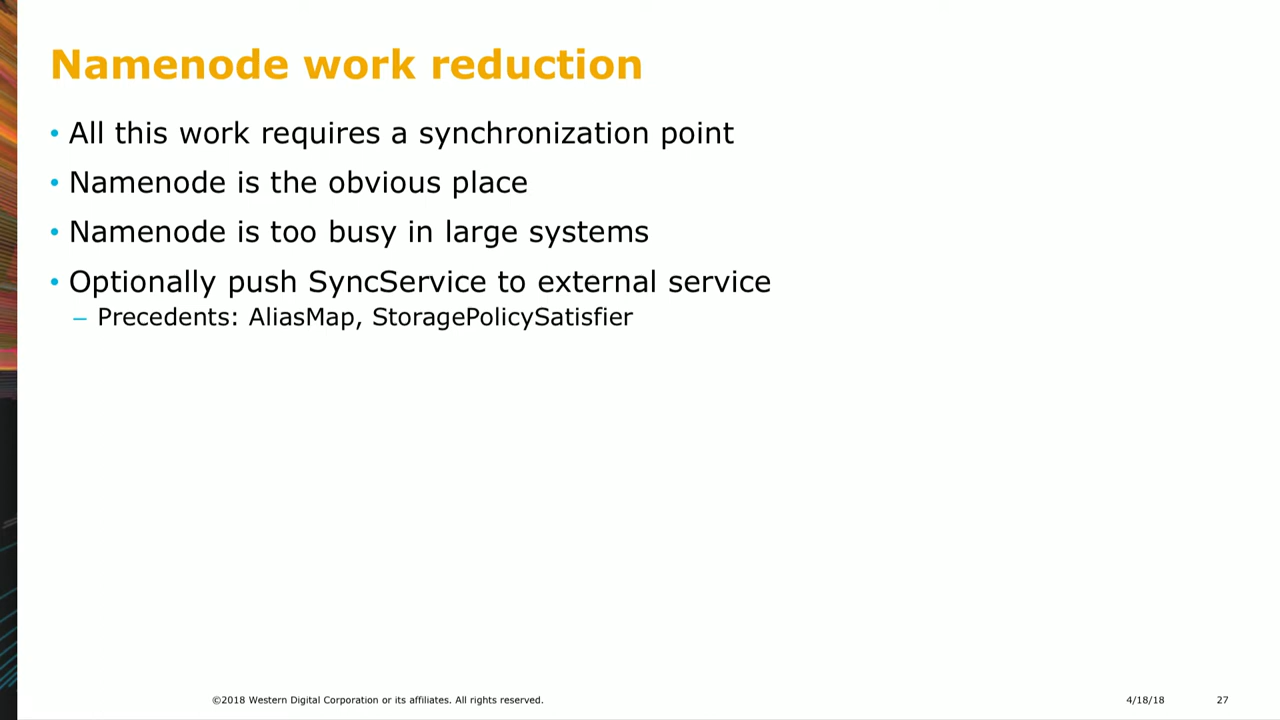 Namenode work reduction
• All this work requires a synchronization point
• Namenode is the obvious place
• Namenode is too busy in large systems
• Optionally push SyncService to external service
– Precedents: AliasMap, StoragePolicySatisfier
©2018 Western Digital Corporation or its affiliates. All rights reserved.
4/18/18
27